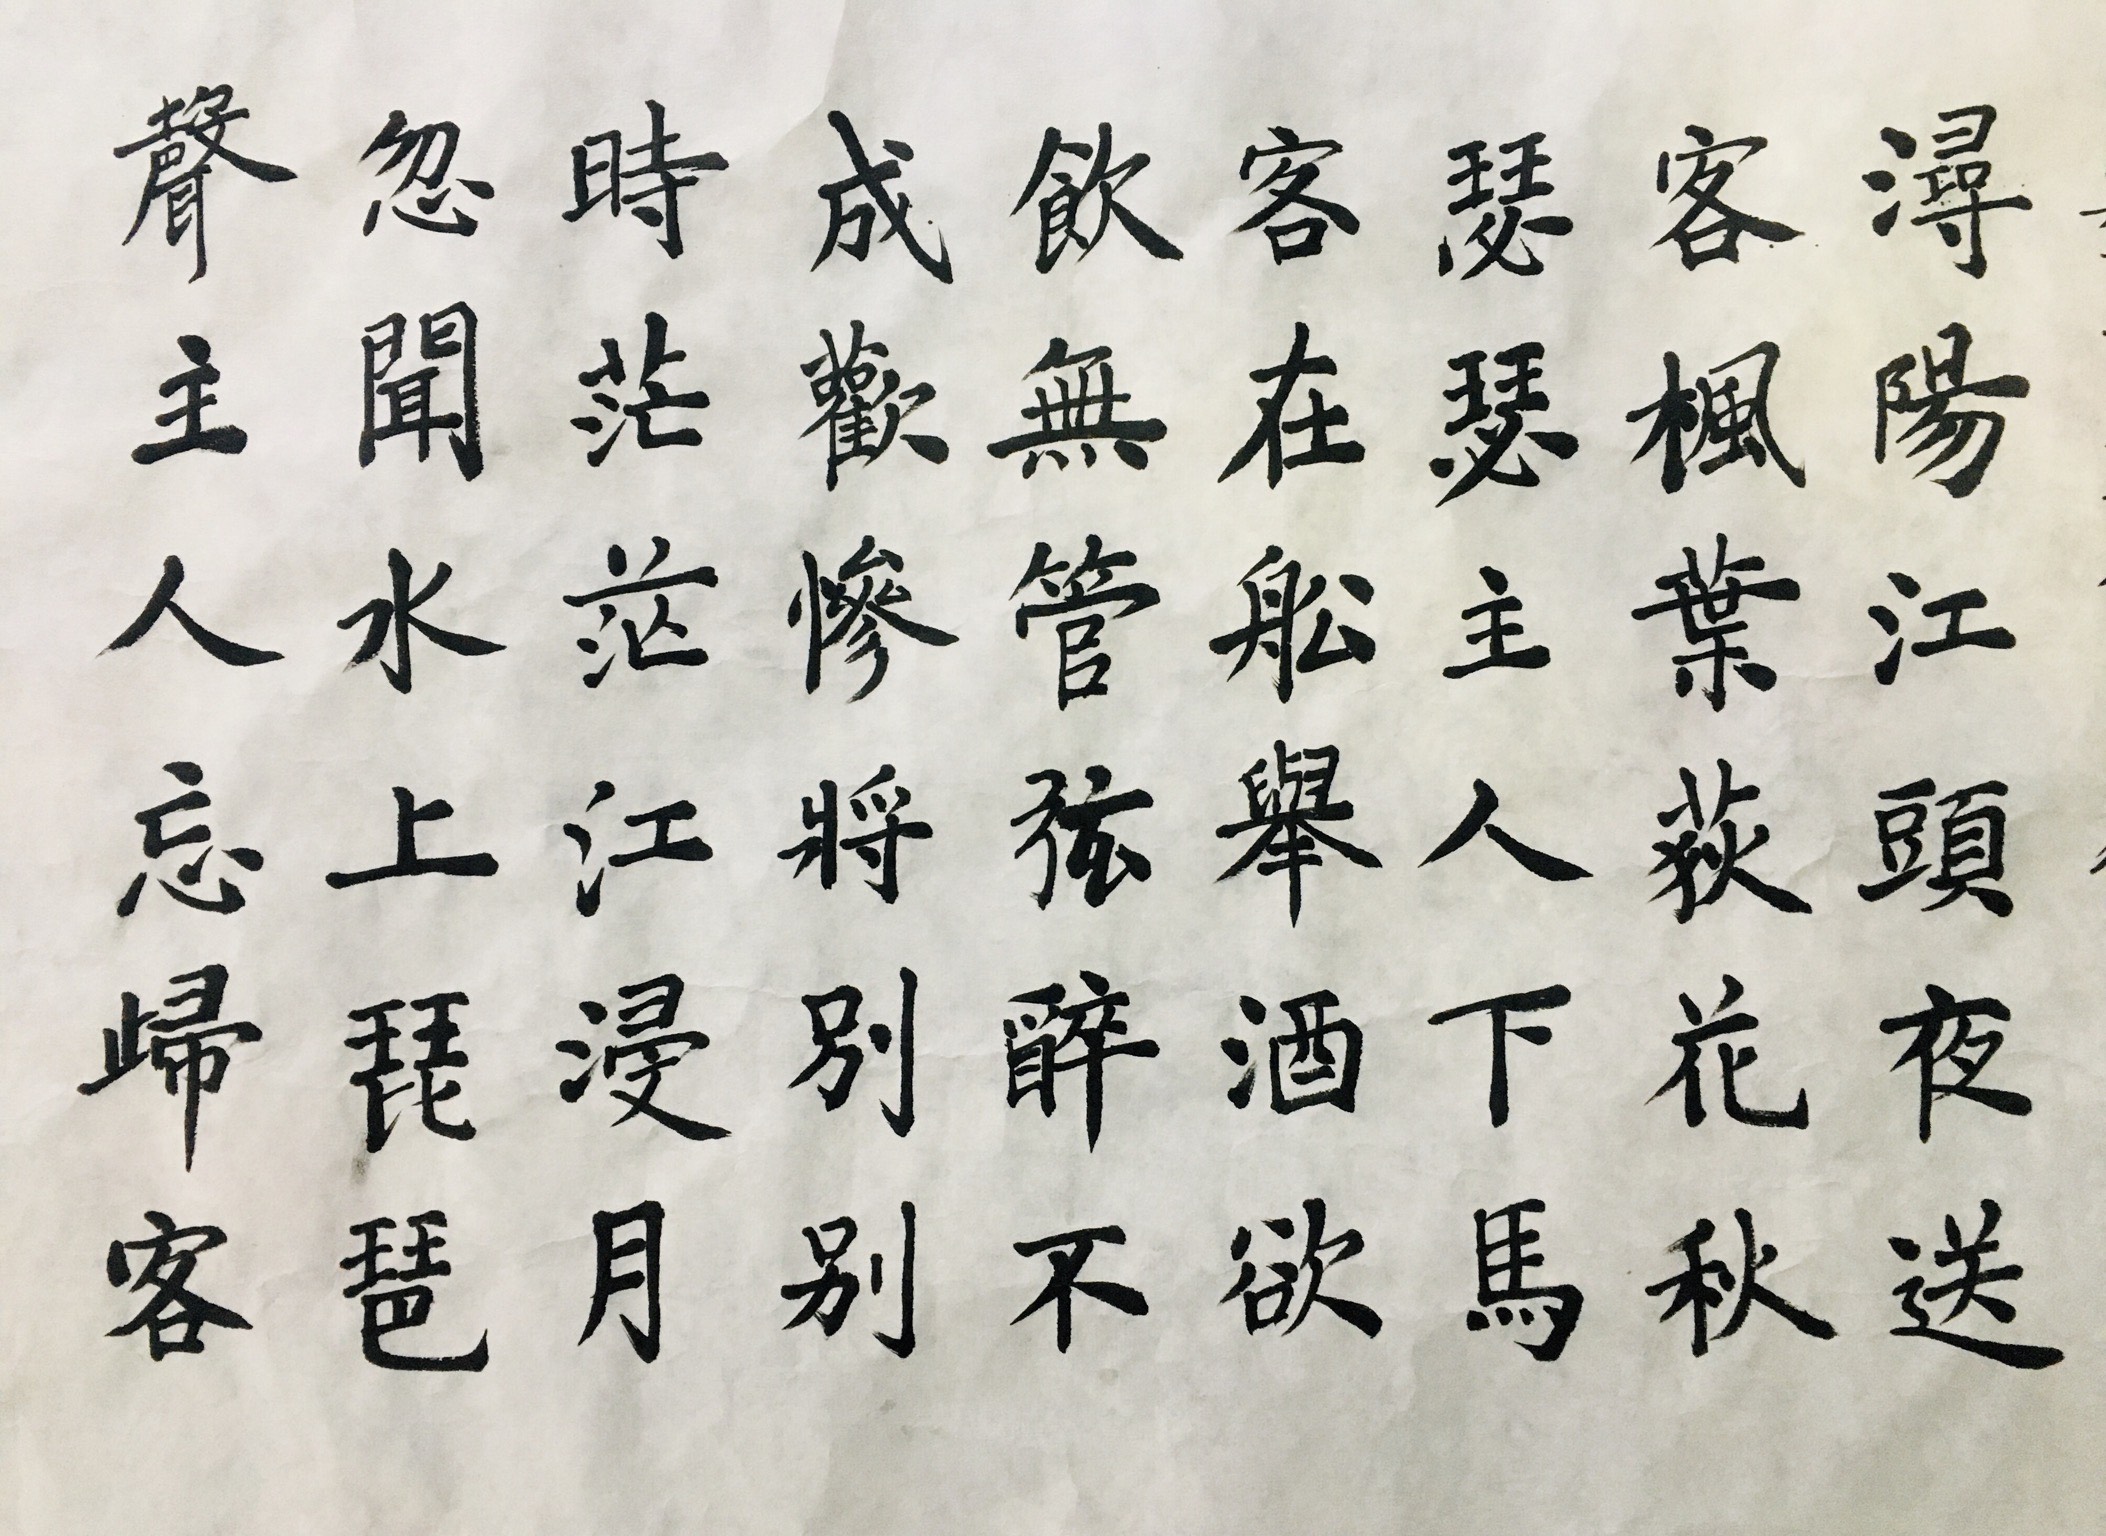 潯陽江頭夜送
客楓葉荻花秋
瑟瑟主人下馬
客在舩舉酒欲
飲無管弦醉不
成歡慘將別別
時茫茫江浸月
忽聞水上琵琶
聲主人忘歸客